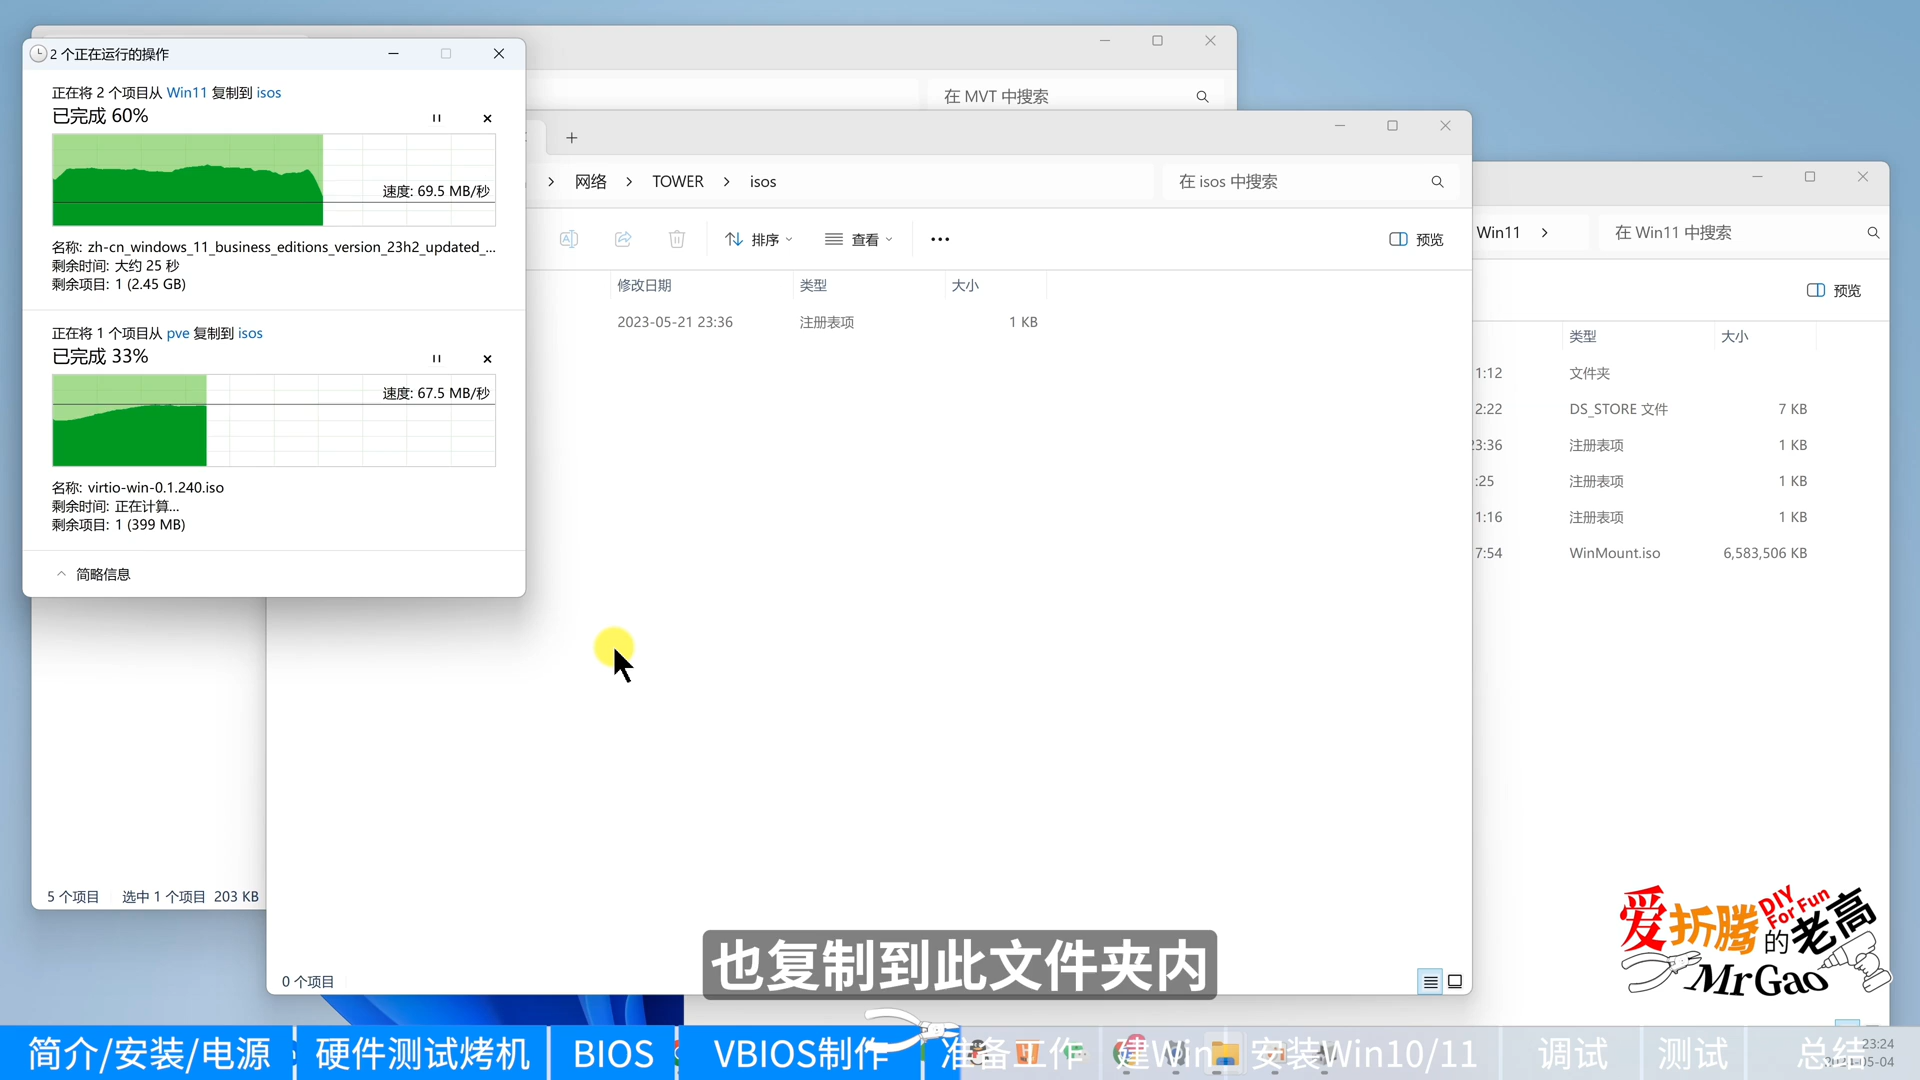 2 个正在运行的操作
正在将 2 个项目从 Win11 复制到 isos
已完成 60%
速度: 69.5 MB/秒
名称: zh-cn_windows_11_business_editions_version_23h2_updated_...
剩余时间: 大约 25 秒
剩余项目: 1 (2.45 GB)
正在将 1 个项目从 pve 复制到 isos
已完成 33%
速度: 67.5 MB/秒
名称: virtio-win-0.1.240.iso
剩余时间: 正在计算...
剩余项目: 1 (399 MB)
简略信息
在 MVT 中搜索
网络 > TOWER > isos
在 isos 中搜索
排序 查看 ... 预览
修改日期 类型 大小
2023-05-21 23:36 注册表项 1 KB
Win11 >
在 Win11 中搜索
预览
类型 大小
1:12 文件夹
2:22 DS_STORE 文件 7 KB
23:36 注册表项 1 KB
:25 注册表项 1 KB
1:16 注册表项 1 KB
7:54 WinMount.iso 6,583,506 KB
5 个项目 选中 1 个项目 203 KB
0 个项目
也复制到此文件夹内
爱折腾的老高
DIY For Fun
MrGao
简介/安装/电源 硬件测试烤机 BIOS VBIOS制作 准备工作 建Win 安装Win10/11 调试 测试 总结
23:24